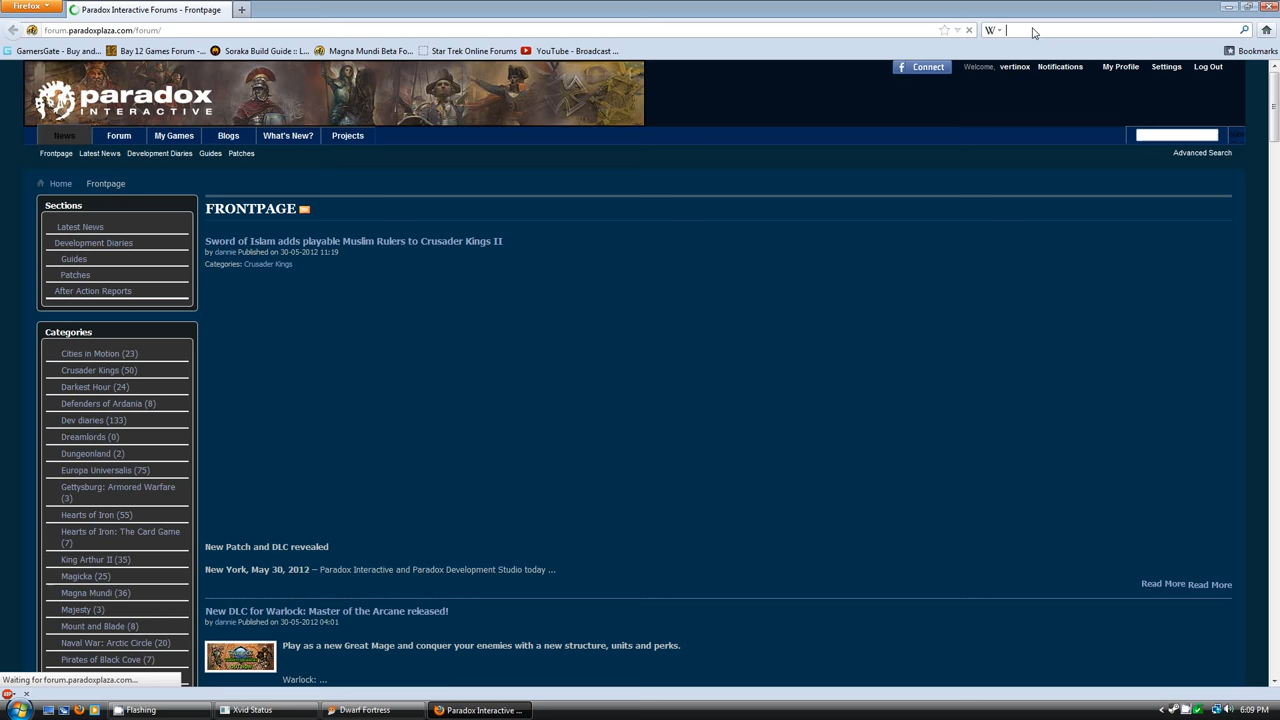 Firefox
Paradox Interactive Forums - Frontpage
forum.paradoxplaza.com/forum/
W
GamersGate - Buy and...
Bay 12 Games Forum -...
Soraka Build Guide :: L...
Magna Mundi Beta Fo...
Star Trek Online Forums
YouTube - Broadcast ...
Bookmarks
paradox
INTERACTIVE
f Connect
Welcome, vertinox
Notifications
My Profile
Settings
Log Out
News
Forum
My Games
Blogs
What's New?
Projects
Frontpage
Latest News
Development Diaries
Guides
Patches
Advanced Search
Home
Frontpage
Sections
Latest News
Development Diaries
Guides
Patches
After Action Reports
Categories
Cities in Motion (23)
Crusader Kings (50)
Darkest Hour (24)
Defenders of Ardania (8)
Dev diaries (133)
Dreamlords (0)
Dungeonland (2)
Europa Universalis (75)
Gettysburg: Armored Warfare
(3)
Hearts of Iron (55)
Hearts of Iron: The Card Game
(7)
King Arthur II (35)
Magicka (25)
Magna Mundi (36)
Majesty (3)
Mount and Blade (8)
Naval War: Arctic Circle (20)
Pirates of Black Cove (7)
FRONTPAGE
Sword of Islam adds playable Muslim Rulers to Crusader Kings II
by dannie Published on 30-05-2012 11:19
Categories: Crusader Kings
New Patch and DLC revealed
New York, May 30, 2012 – Paradox Interactive and Paradox Development Studio today ...
Read More Read More
New DLC for Warlock: Master of the Arcane released!
by dannie Published on 30-05-2012 04:01
Play as a new Great Mage and conquer your enemies with a new structure, units and perks.
Warlock: ...
Waiting for forum.paradoxplaza.com...
Flashing
Xvid Status
Dwarf Fortress
Paradox Interactive ...
6:09 PM